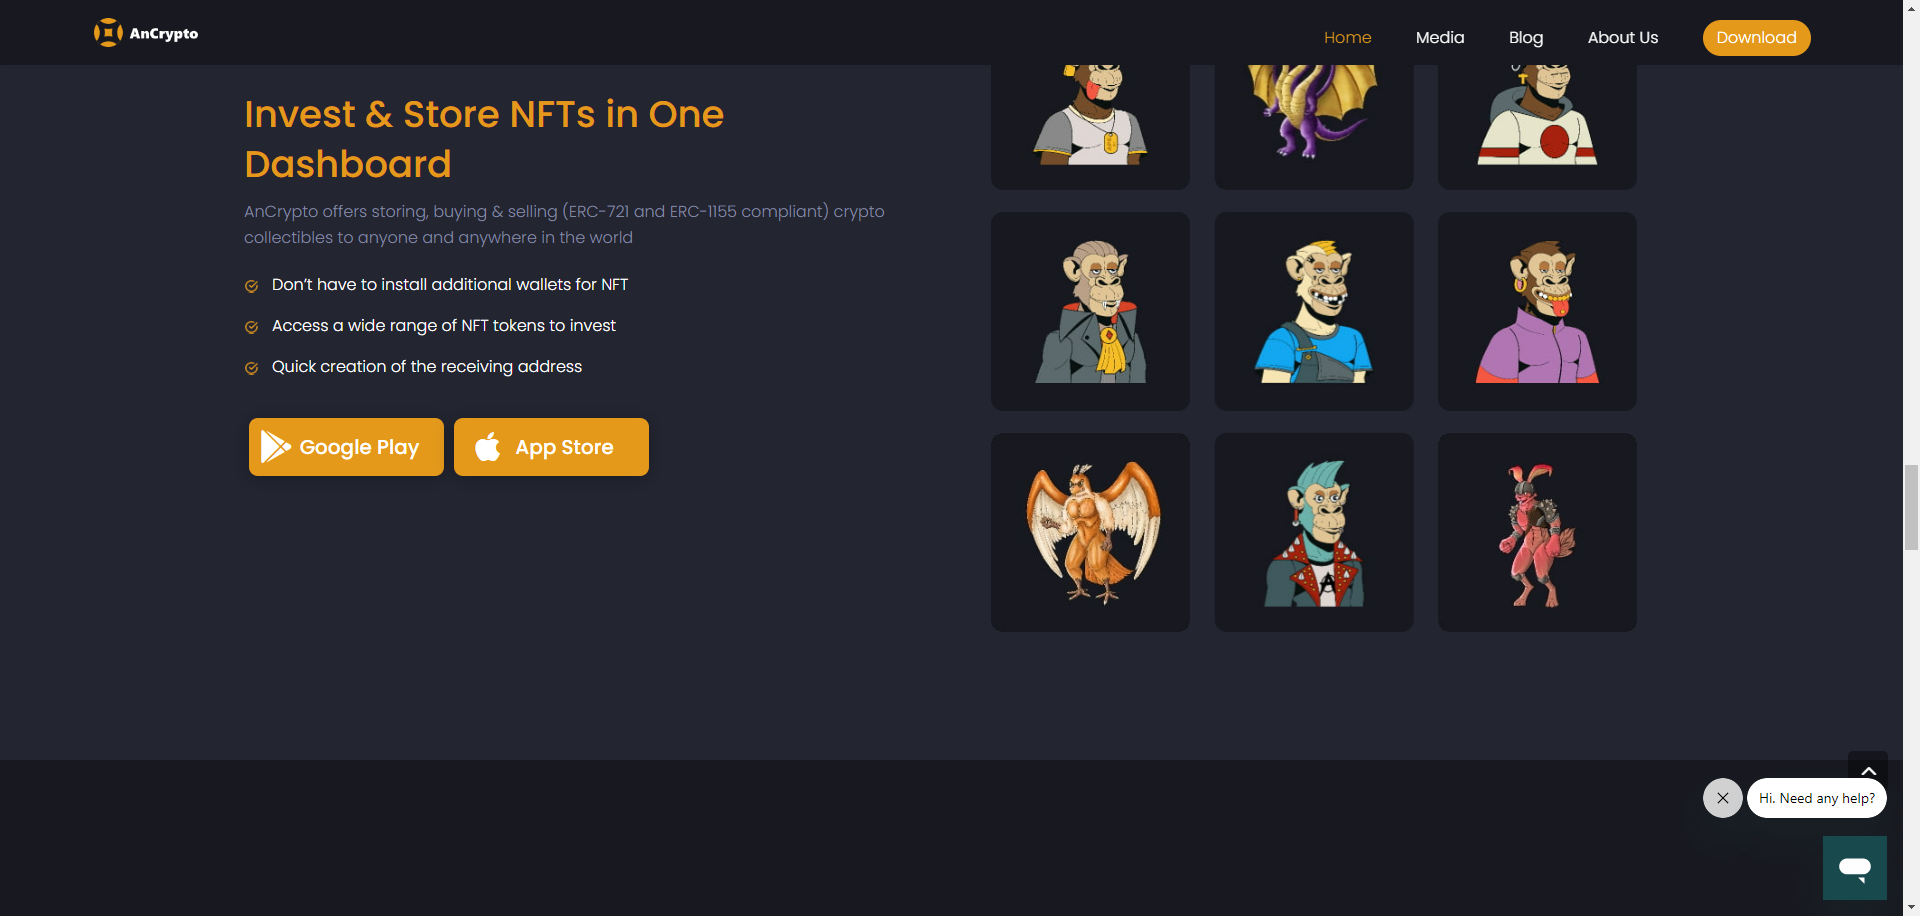 AnCrypto
Home
Media
Blog
About Us
Download
Invest & Store NFTs in One
Dashboard
AnCrypto offers storing, buying & selling (ERC-721 and ERC-1155 compliant) crypto
collectibles to anyone and anywhere in the world
Don’t have to install additional wallets for NFT
Access a wide range of NFT tokens to invest
Quick creation of the receiving address
Google Play
App Store
A
Hi. Need any help?